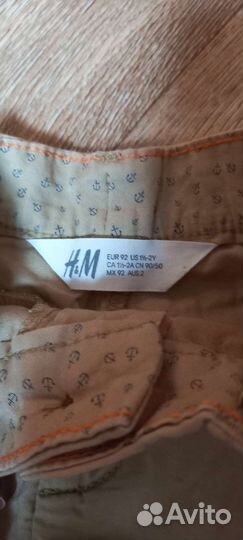 H&M
EUR 92 US 1½-2Y
CA 1½-2A CN 90/50
MX 92 AUS 2
Avito